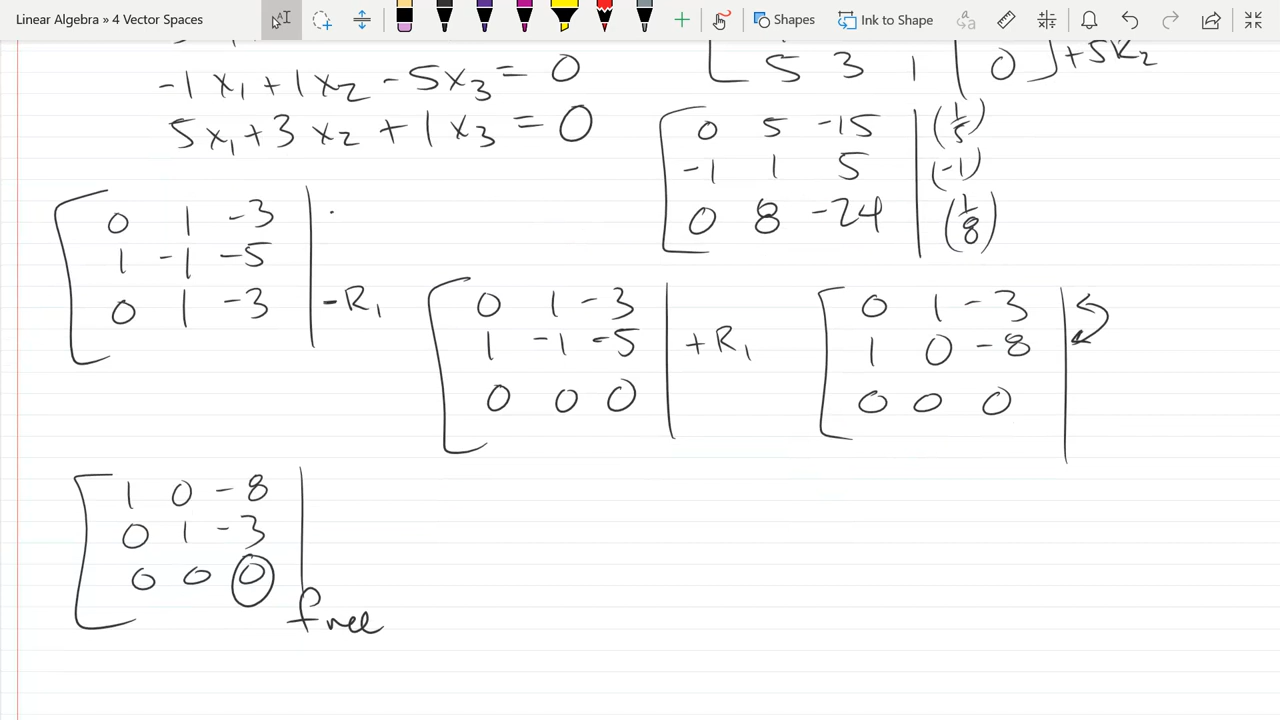 Linear Algebra » 4 Vector Spaces
Shapes
Ink to Shape
-1x₁ + 1x₂ - 5x₃ = 0
5x₁ + 3x₂ + 1x₃ = 0
5 3 1 | 0 ] +5R₂
[ 0 5 -15 | (1/5)
-1 1 5 | (-1)
0 8 -24 | (1/8)
[ 0 1 -3 |
1 -1 -5 |
0 1 -3 | -R₁
[ 0 1 -3 |
1 -1 -5 | +R₁
0 0 0 |
[ 0 1 -3 |
1 0 -8 |
0 0 0 |
[ 1 0 -8 |
0 1 -3 |
0 0 0 |
free